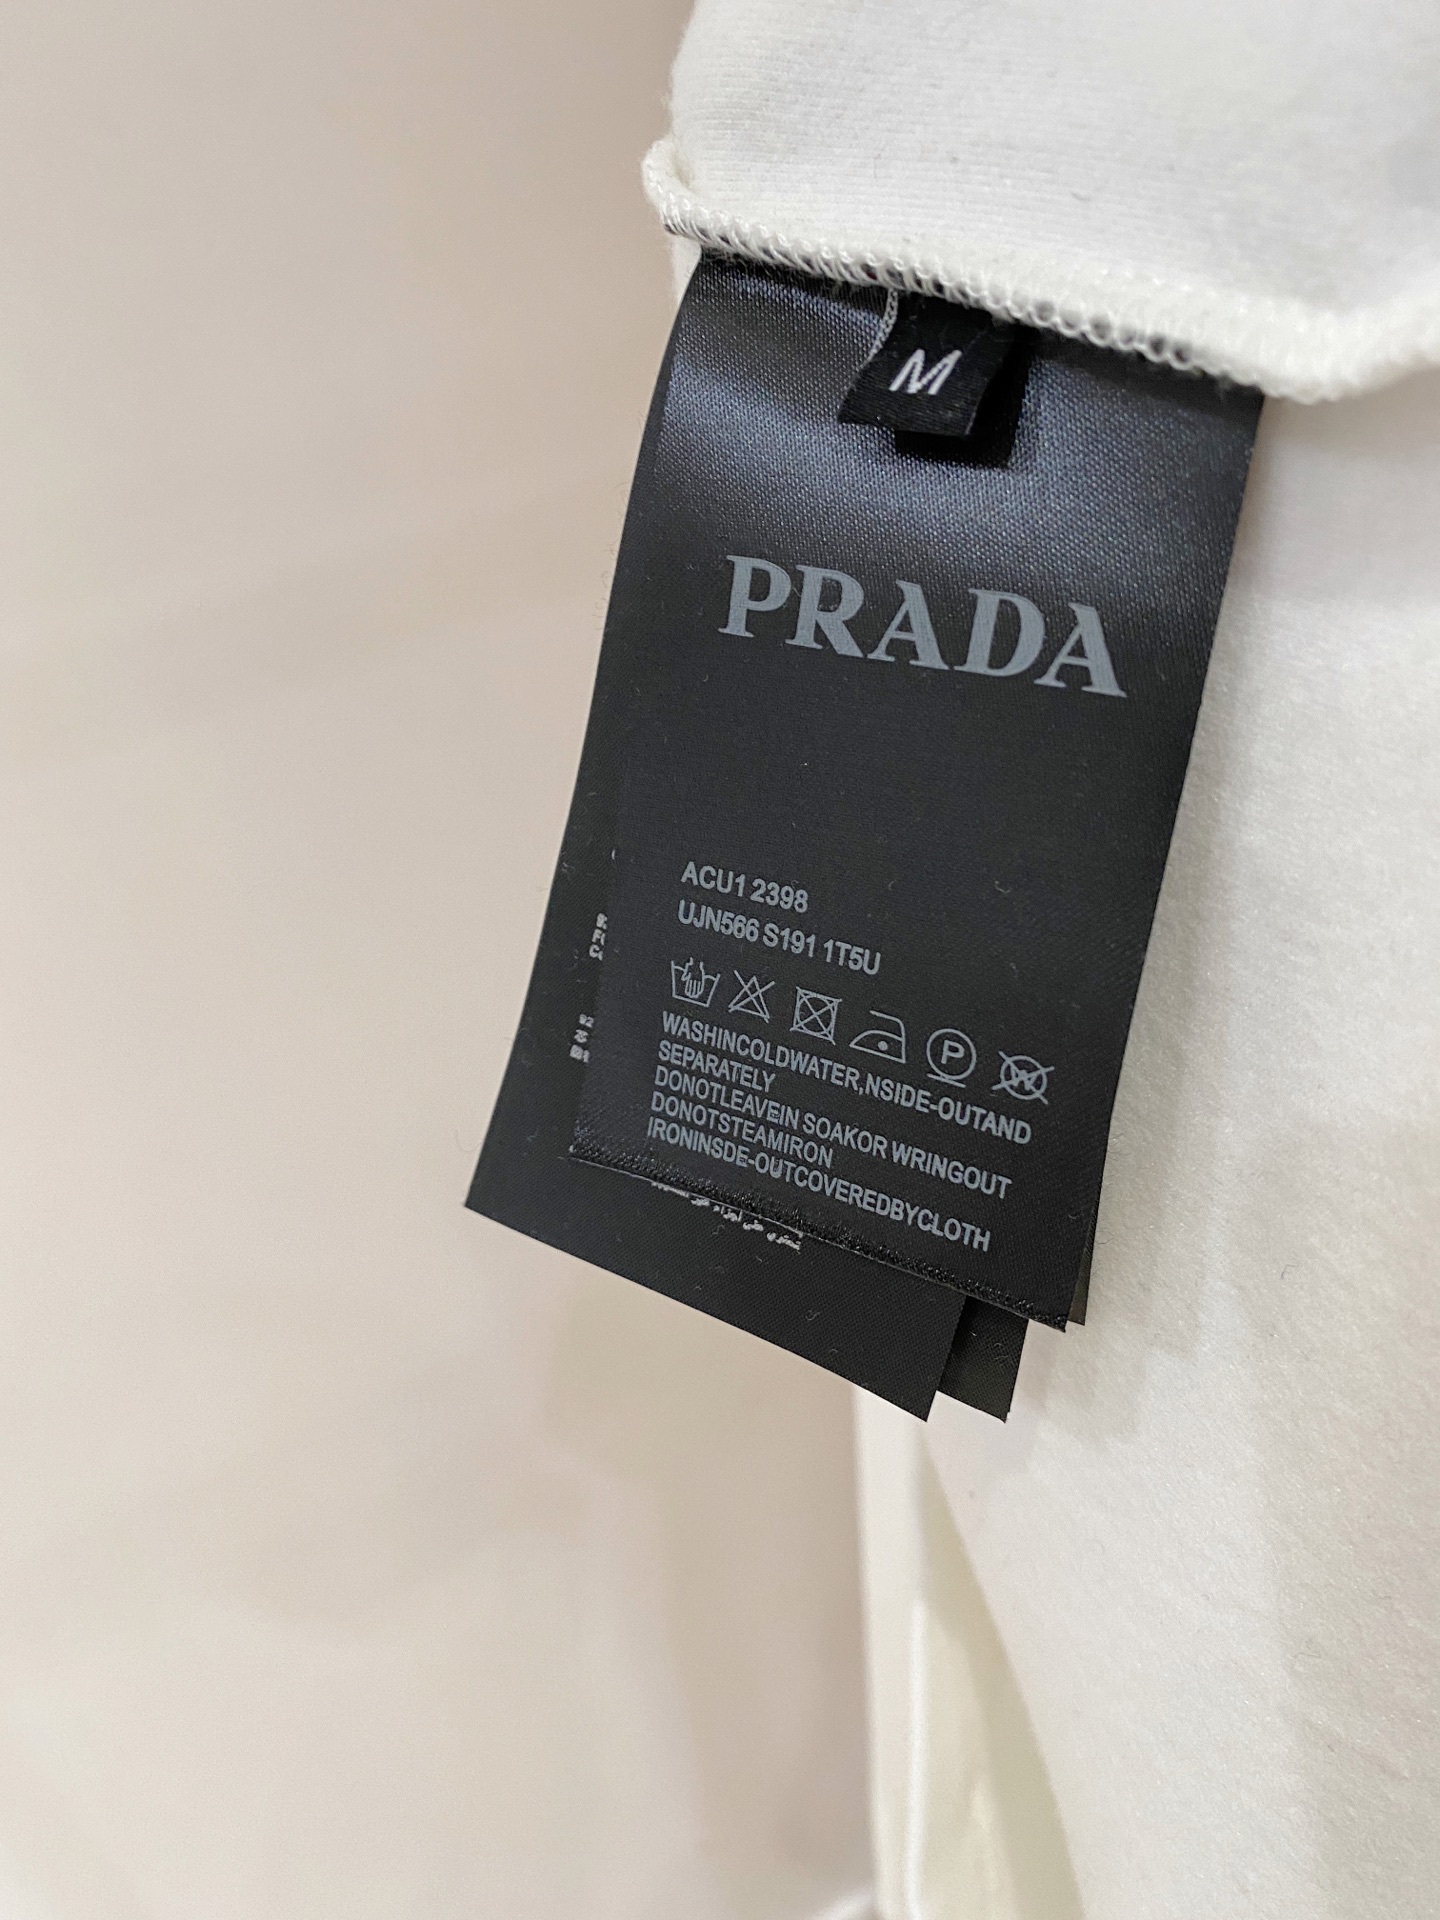 M
PRADA
ACU1 2398
UJN566 S191 1T5U
P
W
WASHINCOLDWATER,NSIDE-OUTAND
SEPARATELY
DONOTLEAVEIN SOAKOR WRINGOUT
DONOTSTEAMIRON
IRONINSDE-OUTCOVEREDBYCLOTH